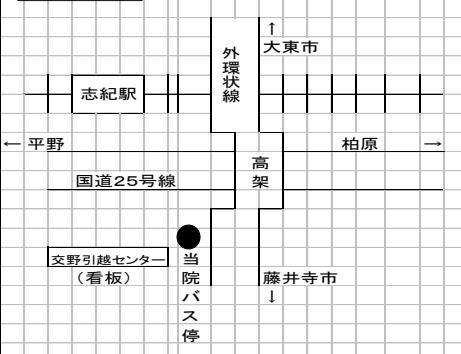 ↑
大東市
外環状線
志紀駅
← 平野
柏原 →
高架
国道25号線
交野引越センター
(看板)
当院バス停
藤井寺市
↓